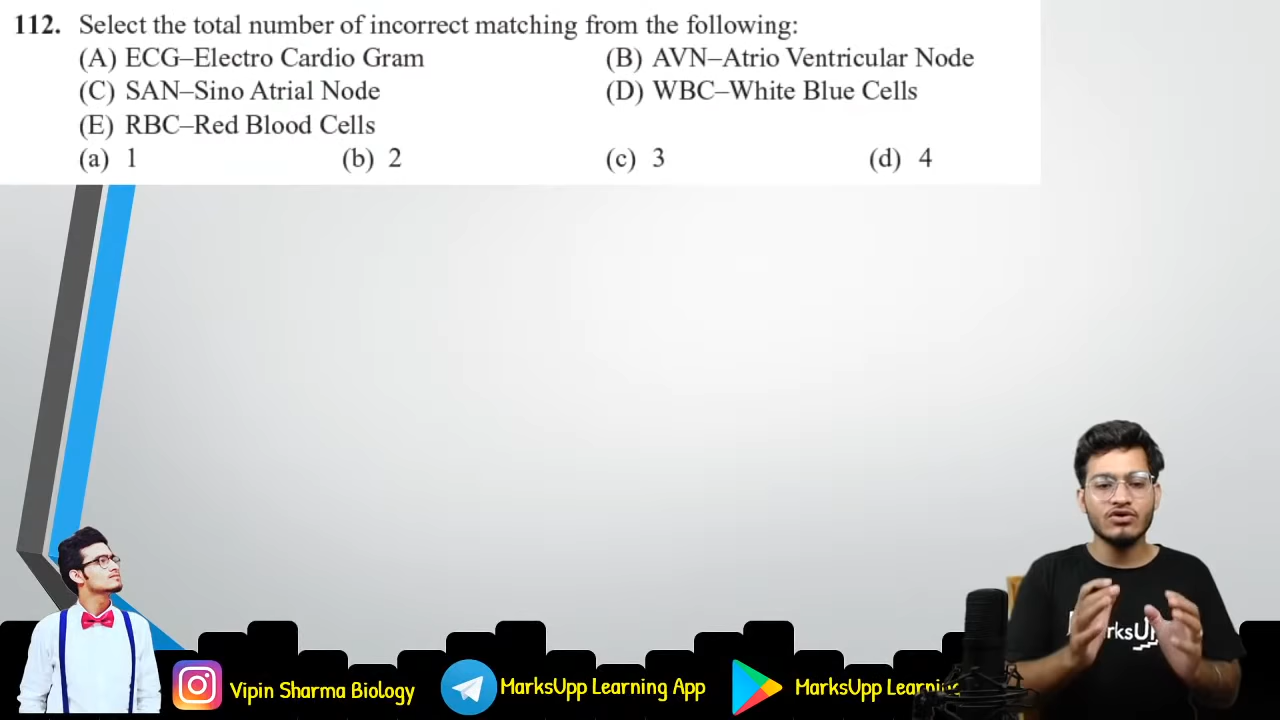 112. Select the total number of incorrect matching from the following:
(A) ECG–Electro Cardio Gram (B) AVN–Atrio Ventricular Node
(C) SAN–Sino Atrial Node (D) WBC–White Blue Cells
(E) RBC–Red Blood Cells
(a) 1 (b) 2 (c) 3 (d) 4
Vipin Sharma Biology MarksUpp Learning App MarksUpp Learning